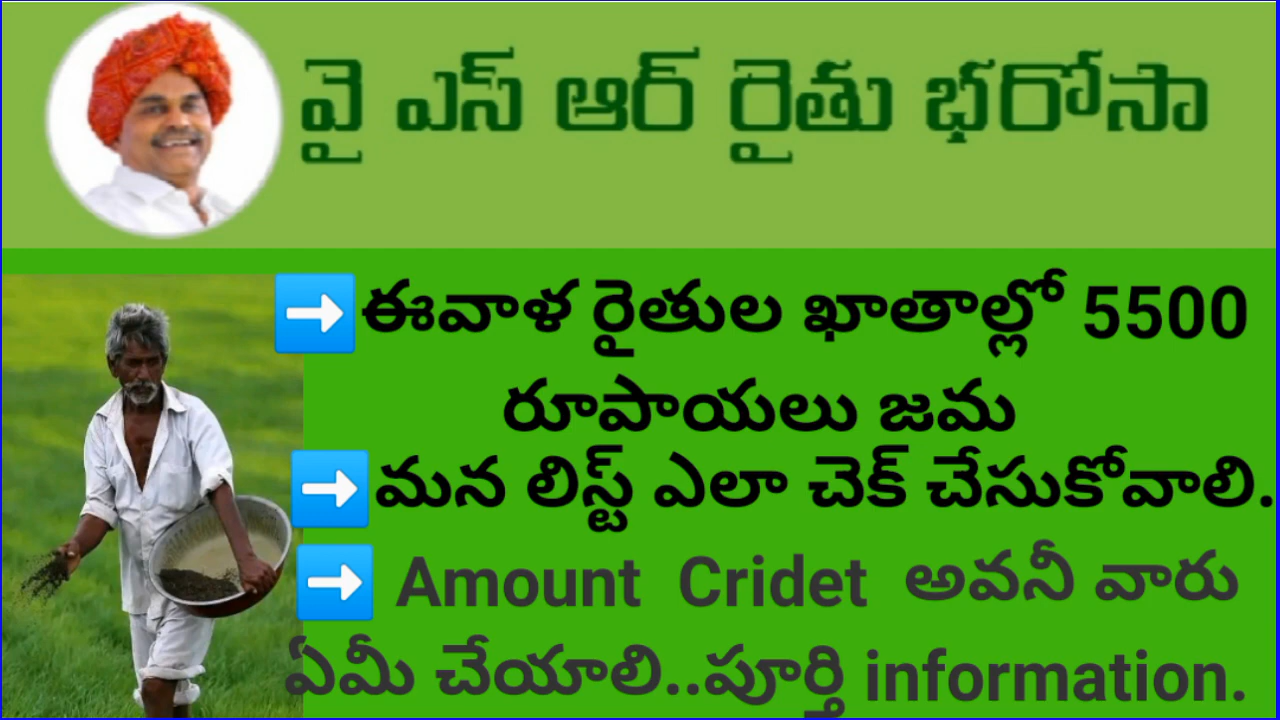 వై ఎస్ ఆర్ రైతు భరోసా
ఈవాళ రైతుల ఖాతాల్లో 5500
రూపాయలు జమ
మన లిస్ట్ ఎలా చెక్ చేసుకోవాలి.
Amount Cridet అవనీ వారు
ఏమీ చేయాలి..పూర్తి information.